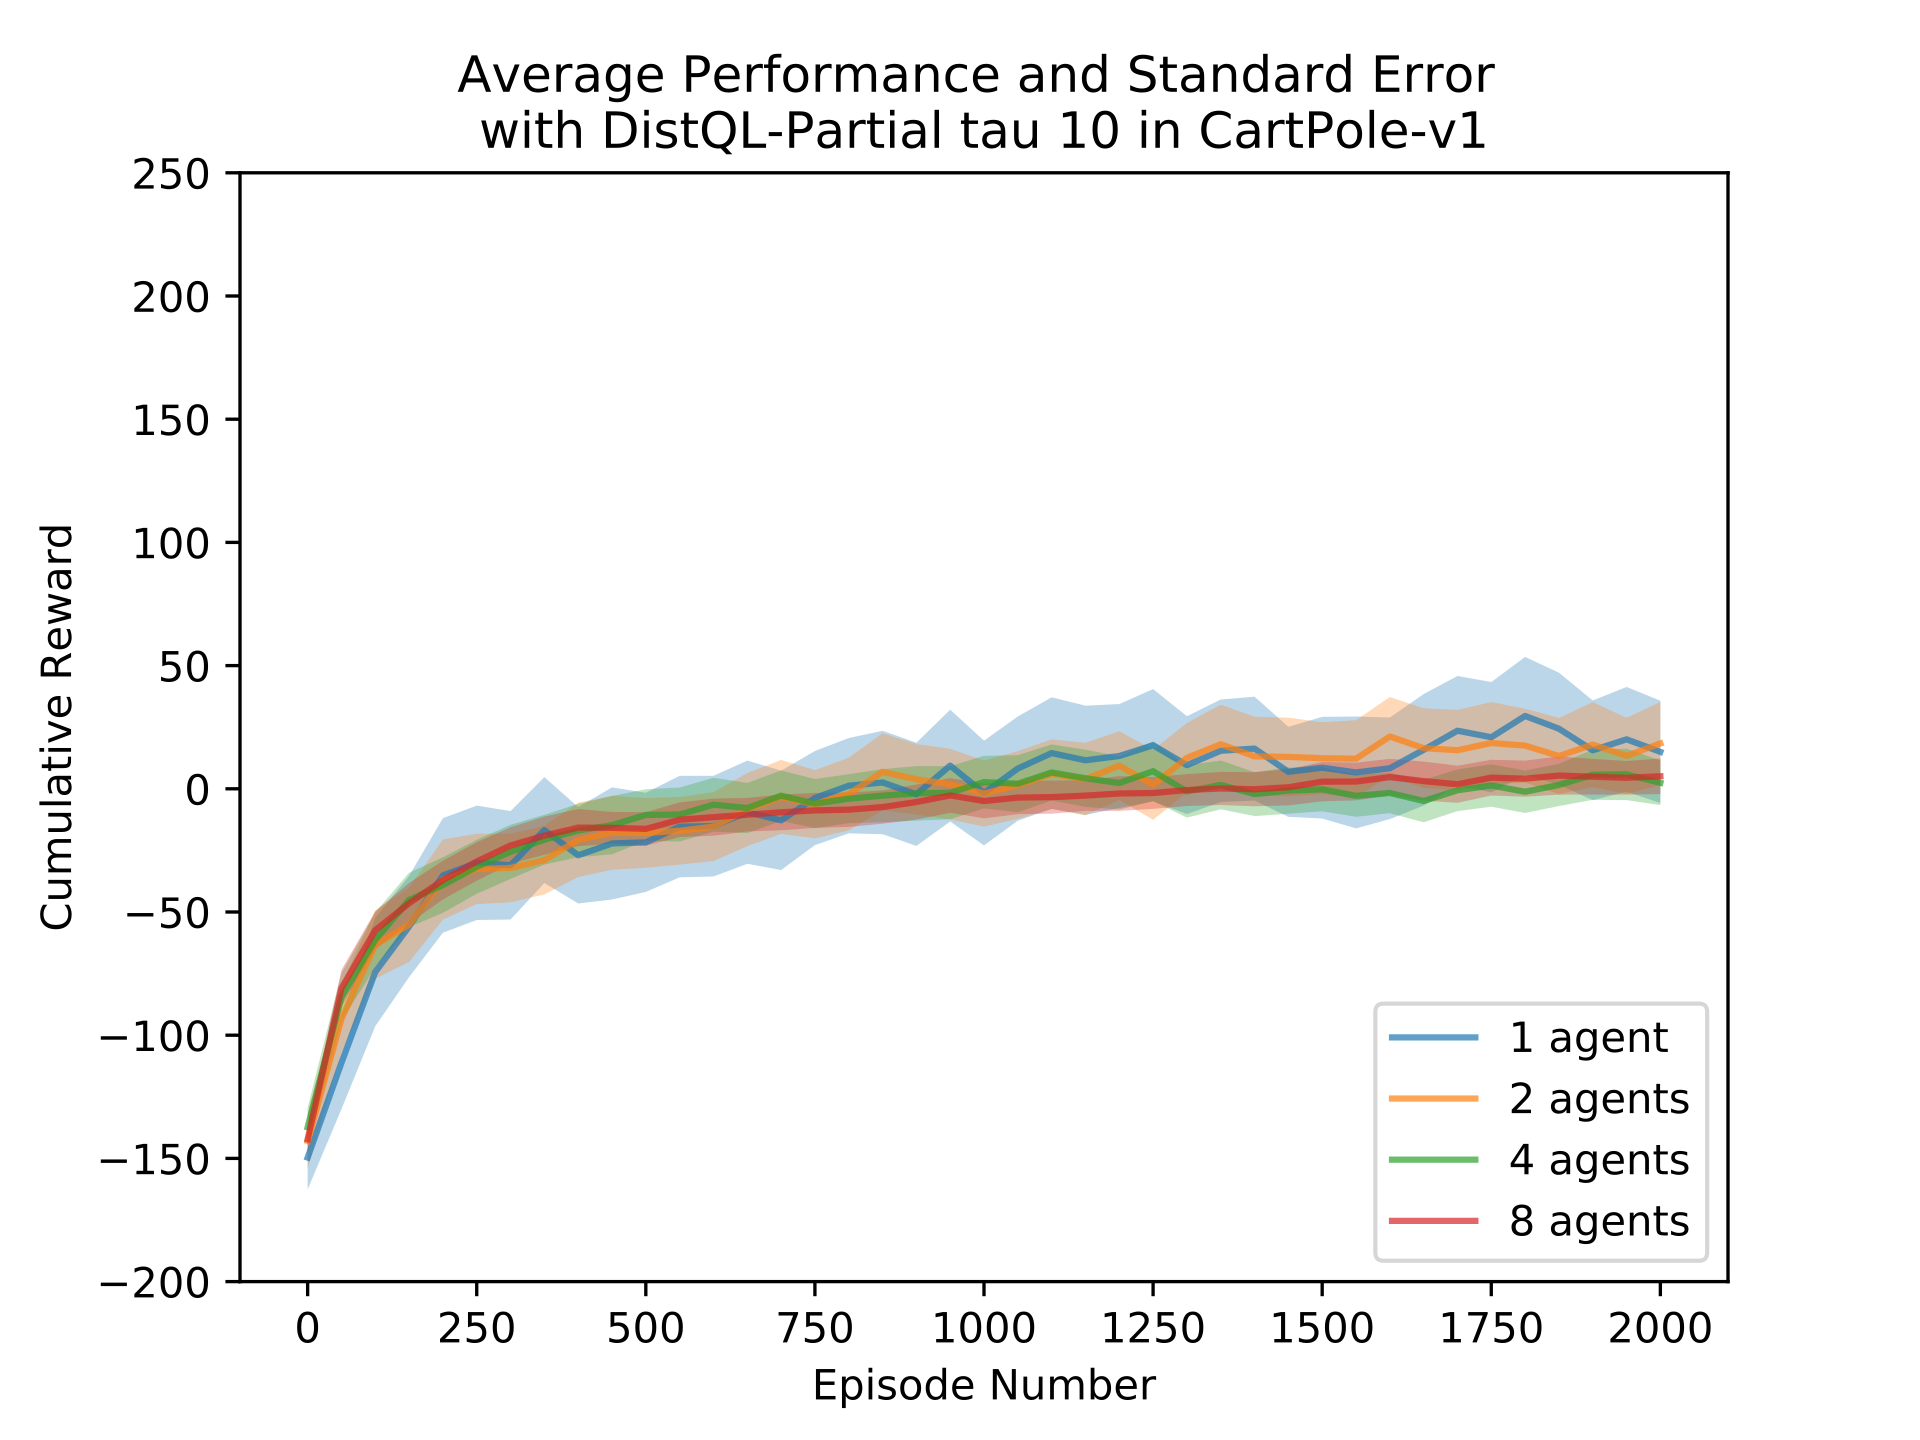 Average Performance and Standard Error
with DistQL-Partial tau 10 in CartPole-v1
250
200
150
100
50
0
−50
−100
−150
−200
Cumulative Reward
0 250 500 750 1000 1250 1500 1750 2000
Episode Number
1 agent
2 agents
4 agents
8 agents